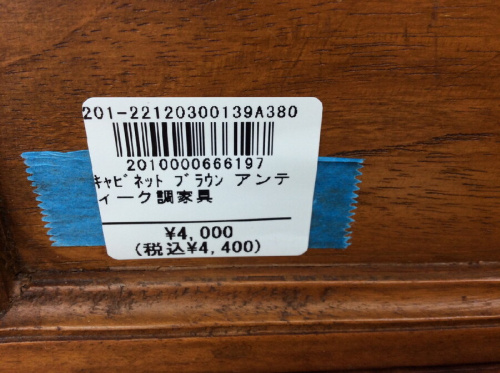 201-22120300139A380
2010000666197
ｷｬﾋﾞﾈｯﾄ ﾌﾞﾗｳﾝ アンテ
ィーク調家具
¥4,000
(税込¥4,400)